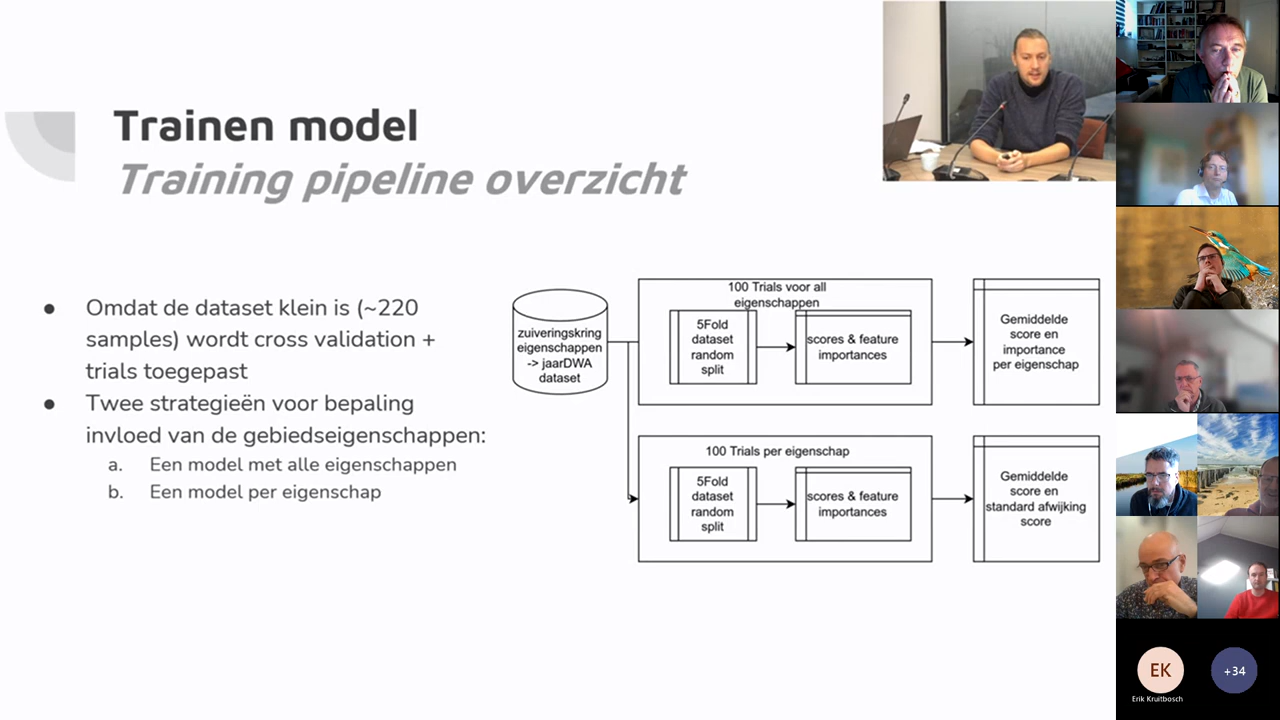 Trainen model
Training pipeline overzicht
● Omdat de dataset klein is (~220
samples) wordt cross validation +
trials toegepast
● Twee strategieën voor bepaling
invloed van de gebiedseigenschappen:
a. Een model met alle eigenschappen
b. Een model per eigenschap
zuiveringskring
eigenschappen
-> jaarDWA
dataset
100 Trials voor all
eigenschappen
5Fold
dataset
random
split
scores & feature
importances
Gemiddelde
score en
importance
per eigenschap
100 Trials per eigenschap
5Fold
dataset
random
split
scores & feature
importances
Gemiddelde
score en
standard afwijking
score
EK
Erik Kruitbosch
+34